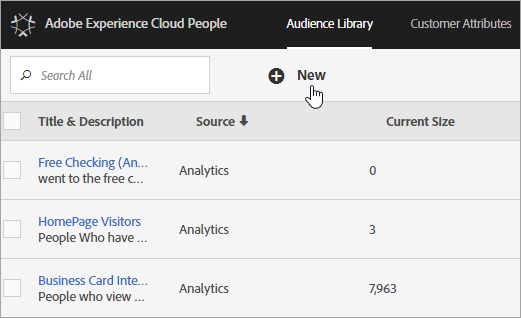 Adobe Experience Cloud People Audience Library Customer Attributes
Search All New
Title & Description Source Current Size
Free Checking (An...
went to the free c...
Analytics 0
HomePage Visitors
People Who have ...
Analytics 3
Business Card Inte...
People who view ...
Analytics 7,963